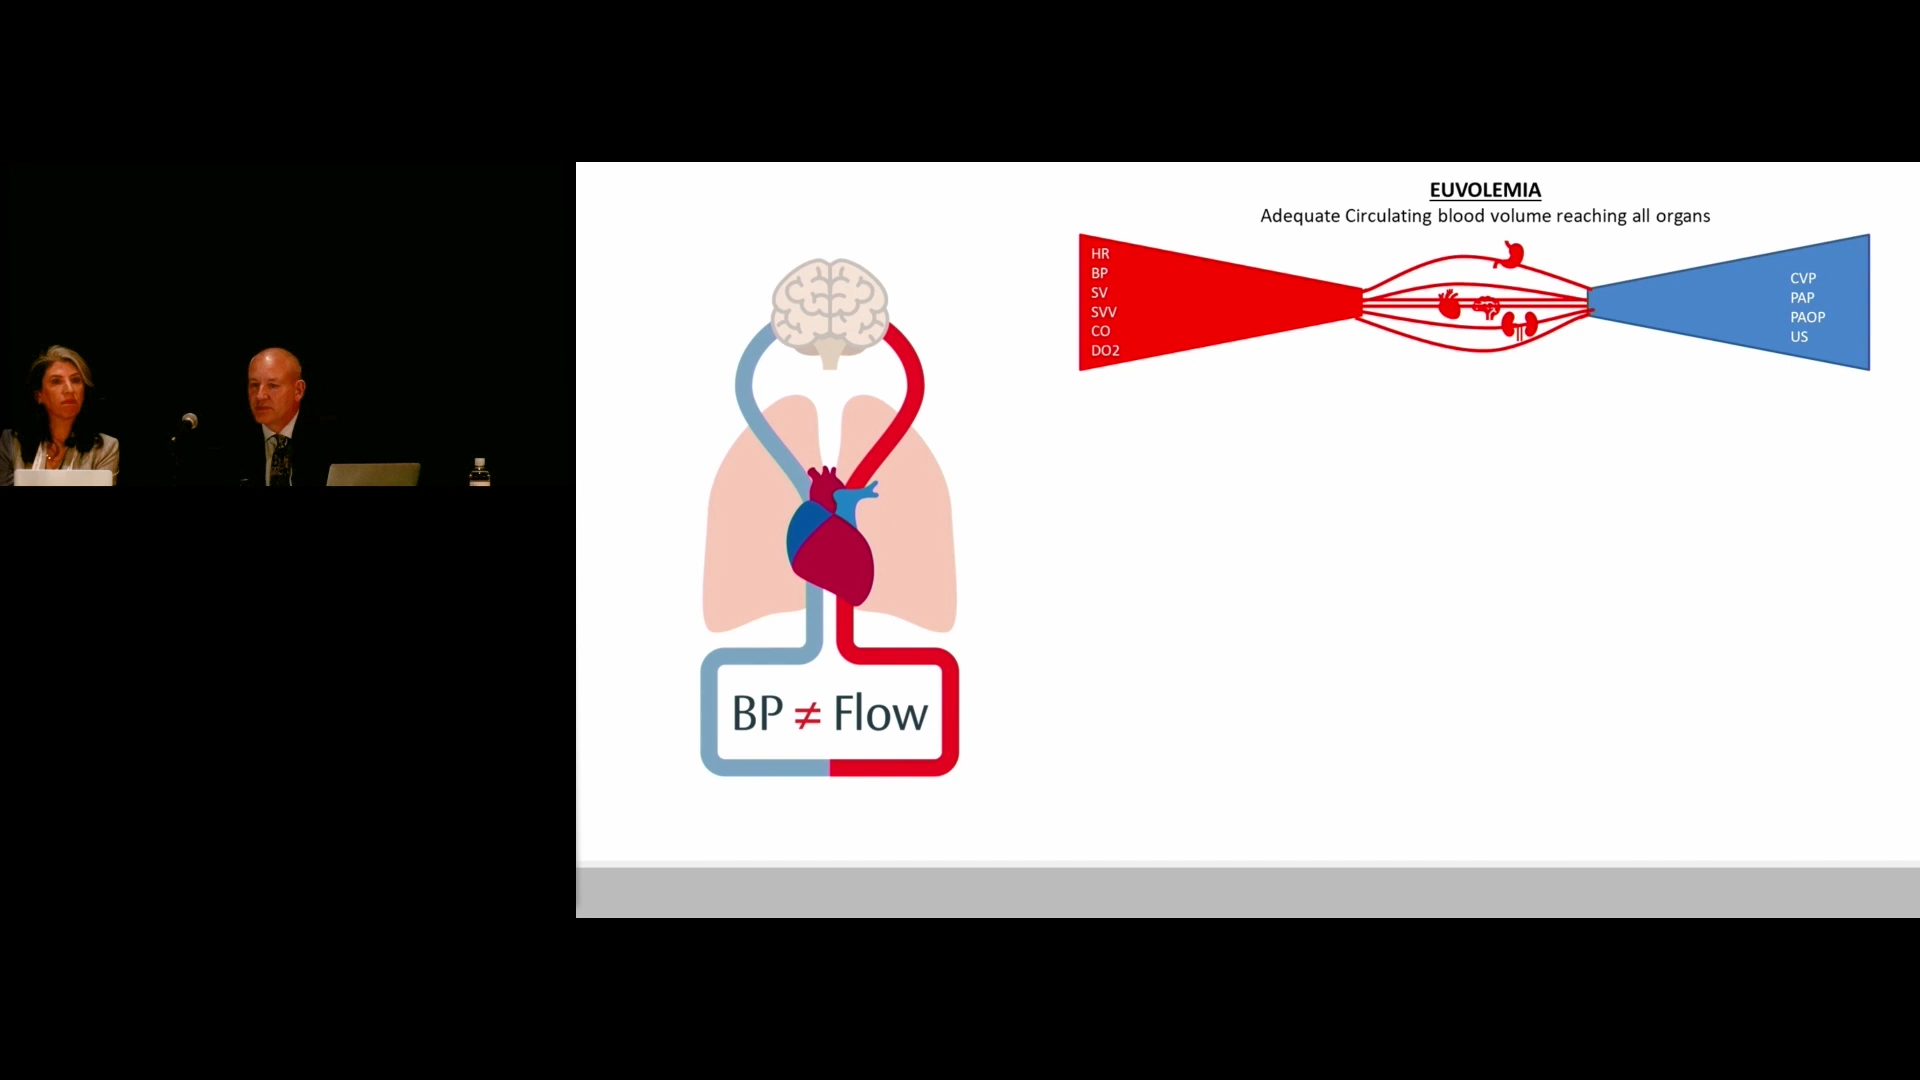 EUVOLEMIA
Adequate Circulating blood volume reaching all organs
HR
BP
SV
SVV
CO
DO2
CVP
PAP
PAOP
US
BP ≠ Flow